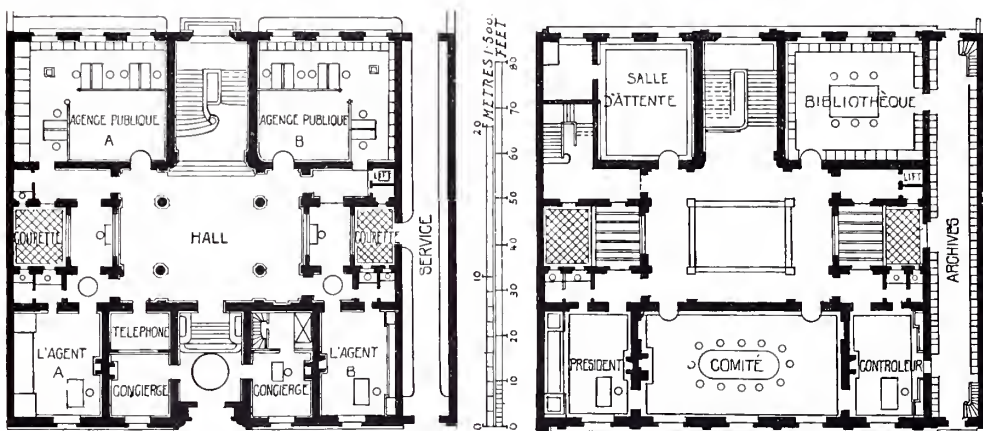 AGENCE PUBLIQUE
A
AGENCE PUBLIQUE
B
LIFT
COURETTE
HALL
COURETTE
SERVICE
L'AGENT
A
TELEPHONE
CONCIERGE
CONCIERGE
L'AGENT
B
METRES 1:500
FEET
20
10
0
80
70
60
50
40
30
20
10
0
SALLE
D'ATTENTE
BIBLIOTHÈQUE
LIFT
ARCHIVES
PRÉSIDENT
COMITÉ
CONTROLEUR